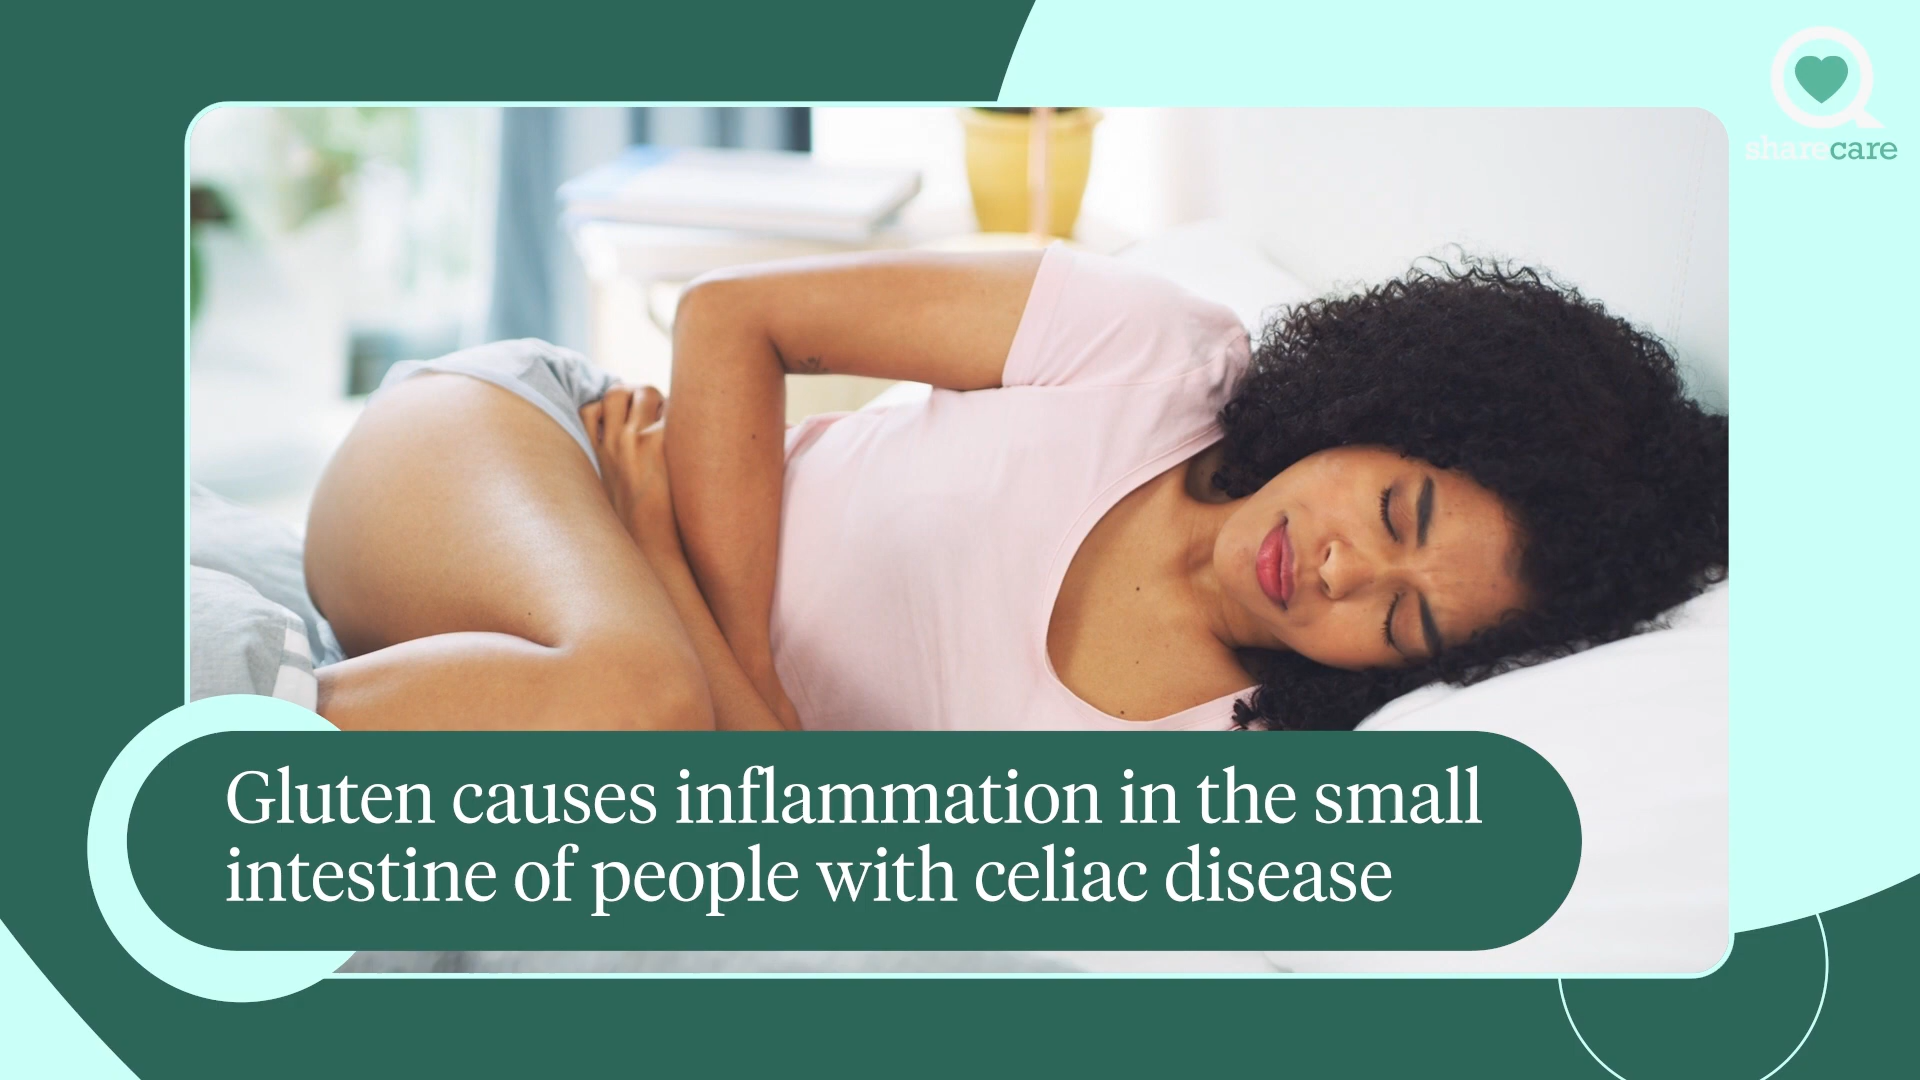 sharecare
Gluten causes inflammation in the small
intestine of people with celiac disease